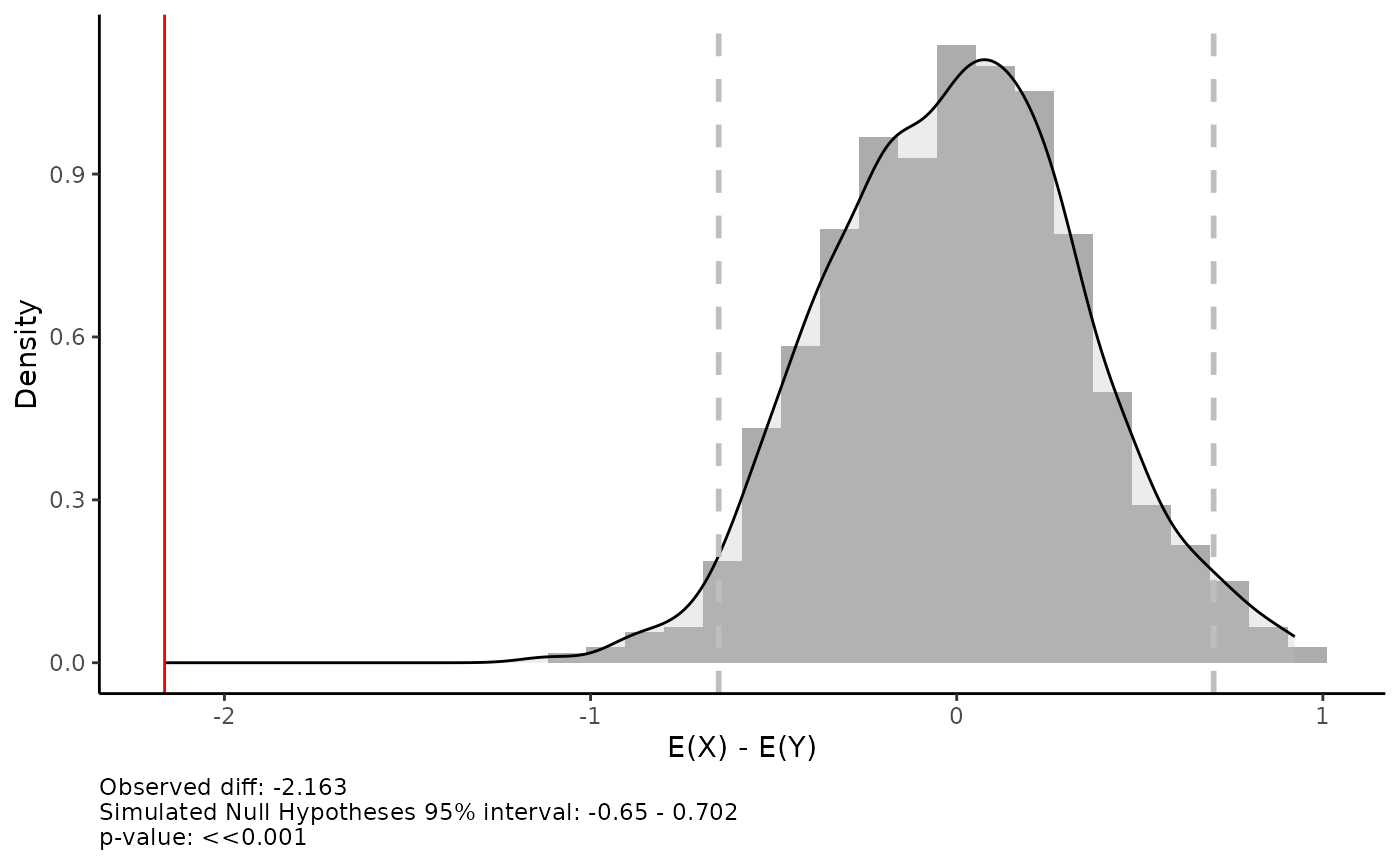 Density
0.9
0.6
0.3
0.0
-2
-1
0
1
E(X) - E(Y)
Observed diff: -2.163
Simulated Null Hypotheses 95% interval: -0.65 - 0.702
p-value: <<0.001